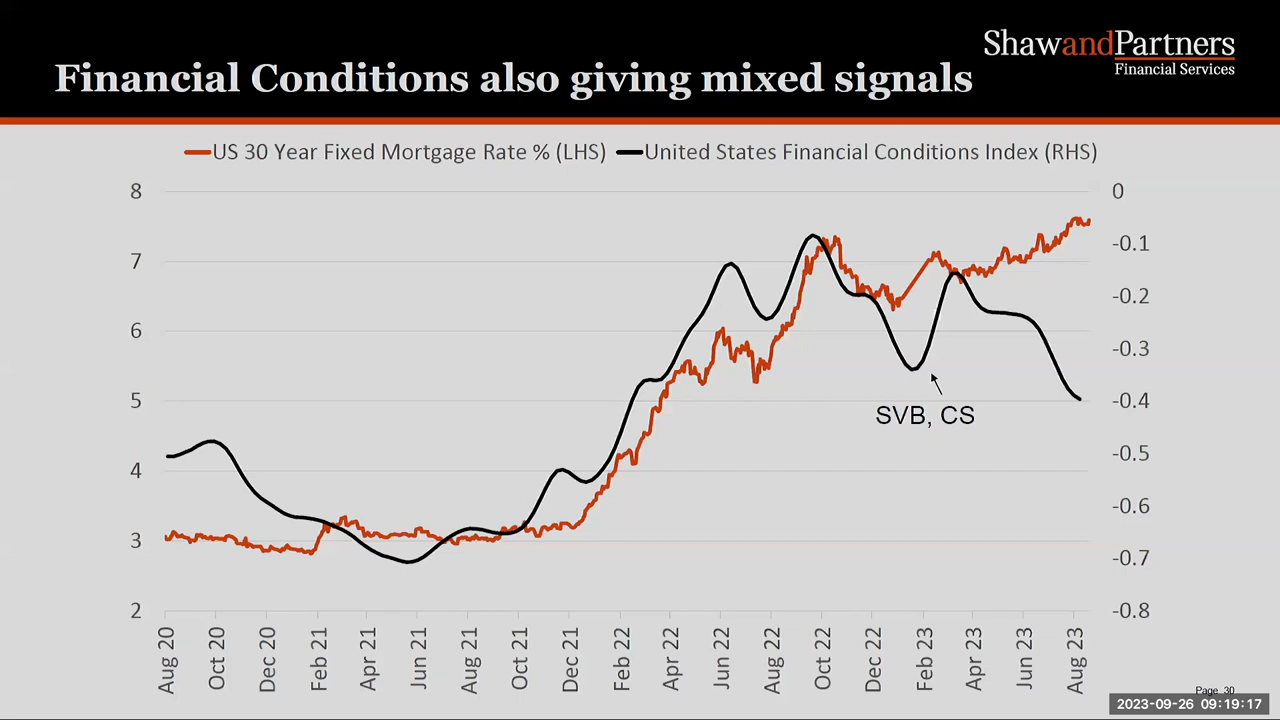 ShawandPartners
Financial Services
Financial Conditions also giving mixed signals
US 30 Year Fixed Mortgage Rate % (LHS) United States Financial Conditions Index (RHS)
8 0
-0.1
7
-0.2
6
-0.3
5 -0.4
-0.5
4
-0.6
3
-0.7
2 -0.8
SVB, CS
Aug 20 Oct 20 Dec 20 Feb 21 Apr 21 Jun 21 Aug 21 Oct 21 Dec 21 Feb 22 Apr 22 Jun 22 Aug 22 Oct 22 Dec 22 Feb 23 Apr 23 Jun 23 Aug 23
Page 30
2023-09-26 09:19:17